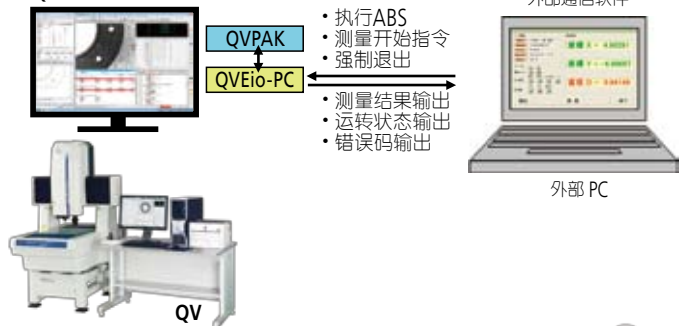 外部通信软件
・执行ABS
・测量开始指令
・强制退出
QVPAK
QVEio-PC
・测量结果输出
・运转状态输出
・错误码输出
外部 PC
QV